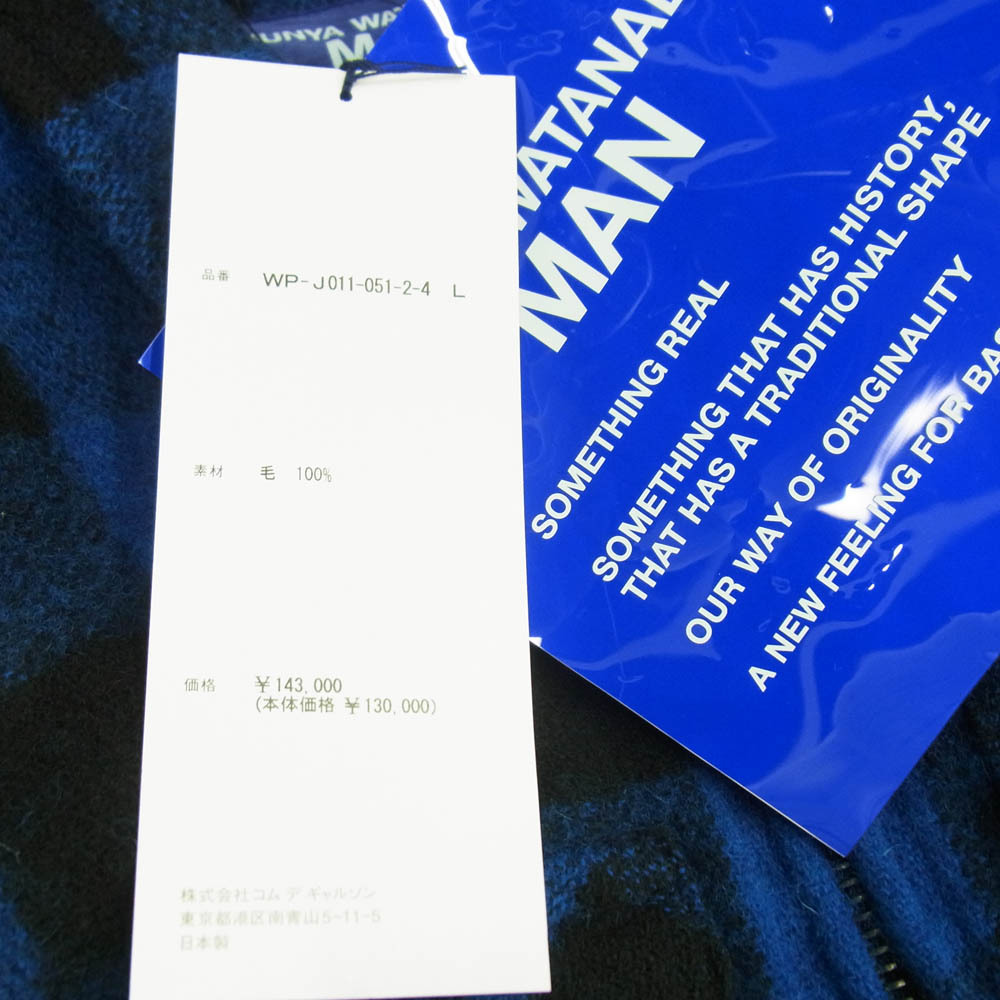 品番 WP-J011-051-2-4 L
素材 毛 100%
価格 ¥143,000
(本体価格 ¥130,000)
株式会社コム デ ギャルソン
東京都港区南青山5-11-5
日本製
MAN
SOMETHING REAL
SOMETHING THAT HAS HISTORY,
THAT HAS A TRADITIONAL SHAPE
OUR WAY OF ORIGINALITY
A NEW FEELING FOR